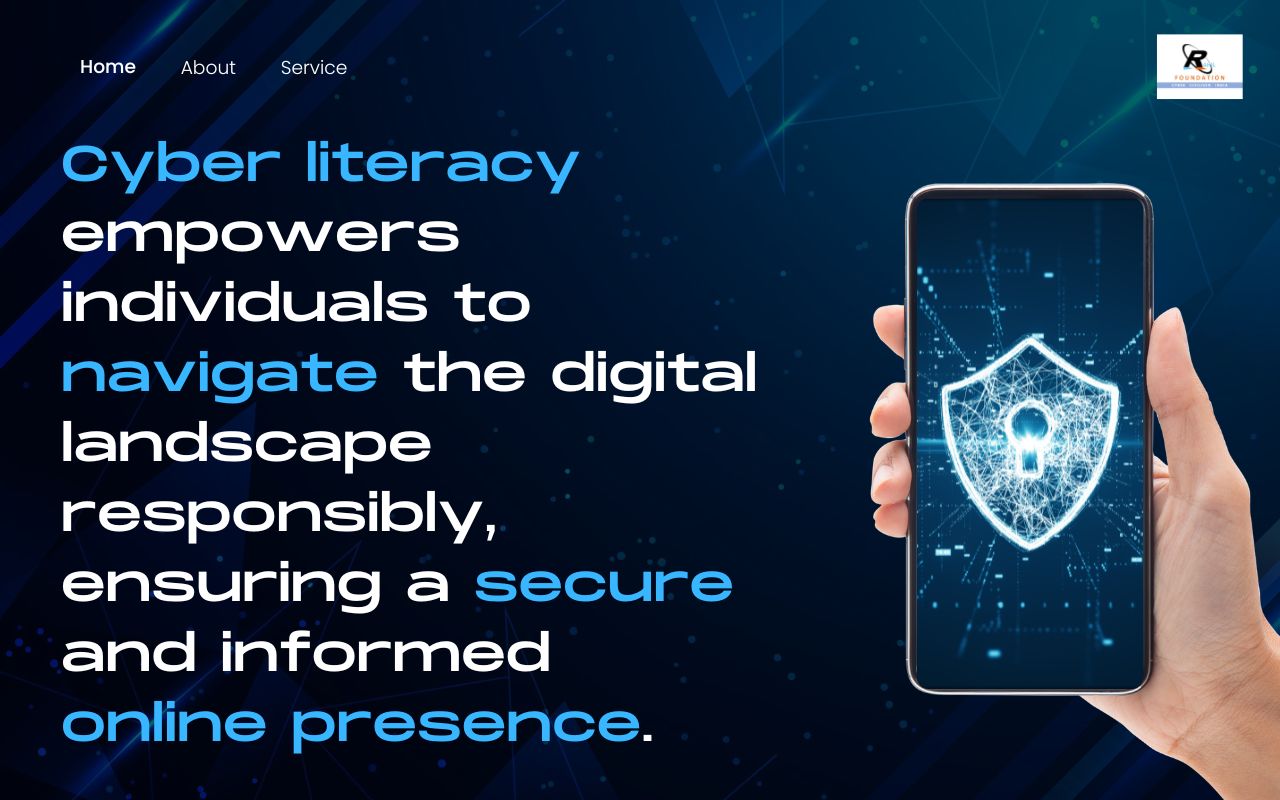 Home About Service
FOUNDATION
Cyber literacy
empowers
individuals to
navigate the digital
landscape
responsibly,
ensuring a secure
and informed
online presence.